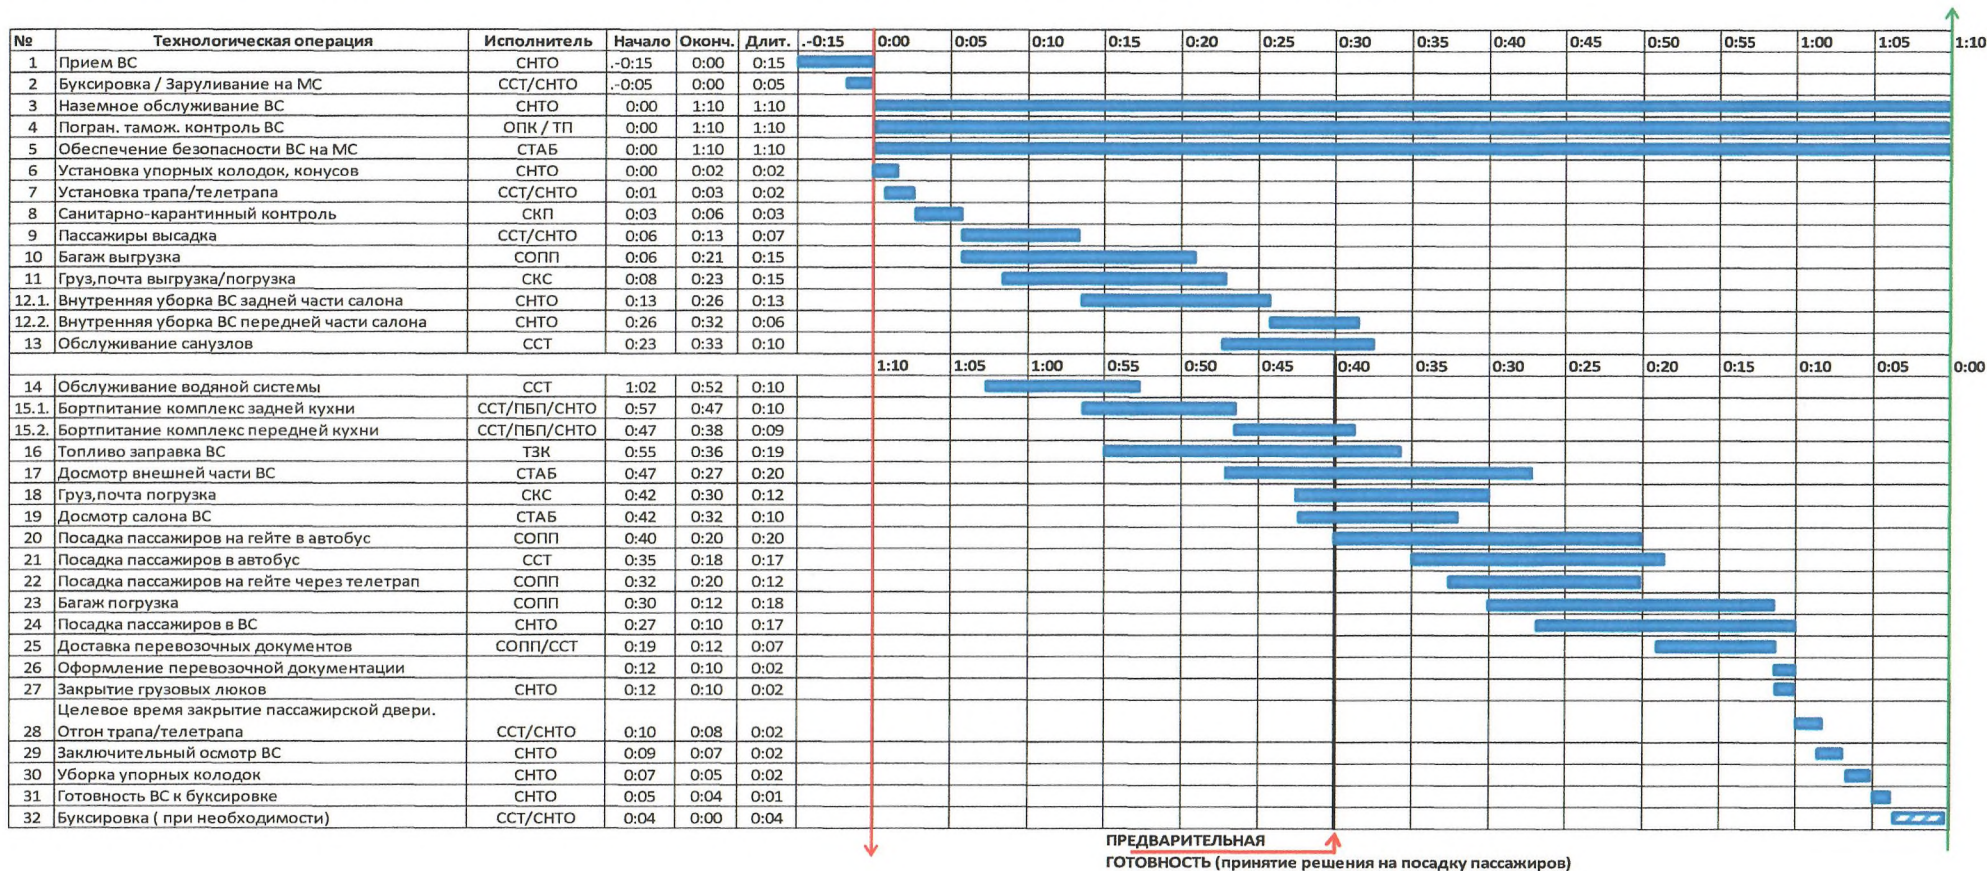 № Технологическая операция Исполнитель Начало Оконч. Длит. .-0:15 0:00 0:05 0:10 0:15 0:20 0:25 0:30 0:35 0:40 0:45 0:50 0:55 1:00 1:05 1:10
1 Прием ВС СНТО .-0:15 0:00 0:15
2 Буксировка / Заруливание на МС ССТ/СНТО .-0:05 0:00 0:05
3 Наземное обслуживание ВС СНТО 0:00 1:10 1:10
4 Погран. тамож. контроль ВС ОПК / ТП 0:00 1:10 1:10
5 Обеспечение безопасности ВС на МС СТАБ 0:00 1:10 1:10
6 Установка упорных колодок, конусов СНТО 0:00 0:02 0:02
7 Установка трапа/телетрапа ССТ/СНТО 0:01 0:03 0:02
8 Санитарно-карантинный контроль СКП 0:03 0:06 0:03
9 Пассажиры высадка ССТ/СНТО 0:06 0:13 0:07
10 Багаж выгрузка СОПП 0:06 0:21 0:15
11 Груз,почта выгрузка/погрузка СКС 0:08 0:23 0:15
12.1. Внутренняя уборка ВС задней части салона СНТО 0:13 0:26 0:13
12.2. Внутренняя уборка ВС передней части салона СНТО 0:26 0:32 0:06
13 Обслуживание санузлов ССТ 0:23 0:33 0:10
1:10 1:05 1:00 0:55 0:50 0:45 0:40 0:35 0:30 0:25 0:20 0:15 0:10 0:05 0:00
14 Обслуживание водяной системы ССТ 1:02 0:52 0:10
15.1. Бортпитание комплекс задней кухни ССТ/ПБП/СНТО 0:57 0:47 0:10
15.2. Бортпитание комплекс передней кухни ССТ/ПБП/СНТО 0:47 0:38 0:09
16 Топливо заправка ВС ТЗК 0:55 0:36 0:19
17 Досмотр внешней части ВС СТАБ 0:47 0:27 0:20
18 Груз,почта погрузка СКС 0:42 0:30 0:12
19 Досмотр салона ВС СТАБ 0:42 0:32 0:10
20 Посадка пассажиров на гейте в автобус СОПП 0:40 0:20 0:20
21 Посадка пассажиров в автобус ССТ 0:35 0:18 0:17
22 Посадка пассажиров на гейте через телетрап СОПП 0:32 0:20 0:12
23 Багаж погрузка СОПП 0:30 0:12 0:18
24 Посадка пассажиров в ВС СНТО 0:27 0:10 0:17
25 Доставка перевозочных документов СОПП/ССТ 0:19 0:12 0:07
26 Оформление перевозочной документации 0:12 0:10 0:02
27 Закрытие грузовых люков СНТО 0:12 0:10 0:02
Целевое время закрытие пассажирской двери.
28 Отгон трапа/телетрапа ССТ/СНТО 0:10 0:08 0:02
29 Заключительный осмотр ВС СНТО 0:09 0:07 0:02
30 Уборка упорных колодок СНТО 0:07 0:05 0:02
31 Готовность ВС к буксировке СНТО 0:05 0:04 0:01
32 Буксировка ( при необходимости) ССТ/СНТО 0:04 0:00 0:04
ПРЕДВАРИТЕЛЬНАЯ
ГОТОВНОСТЬ (принятие решения на посадку пассажиров)